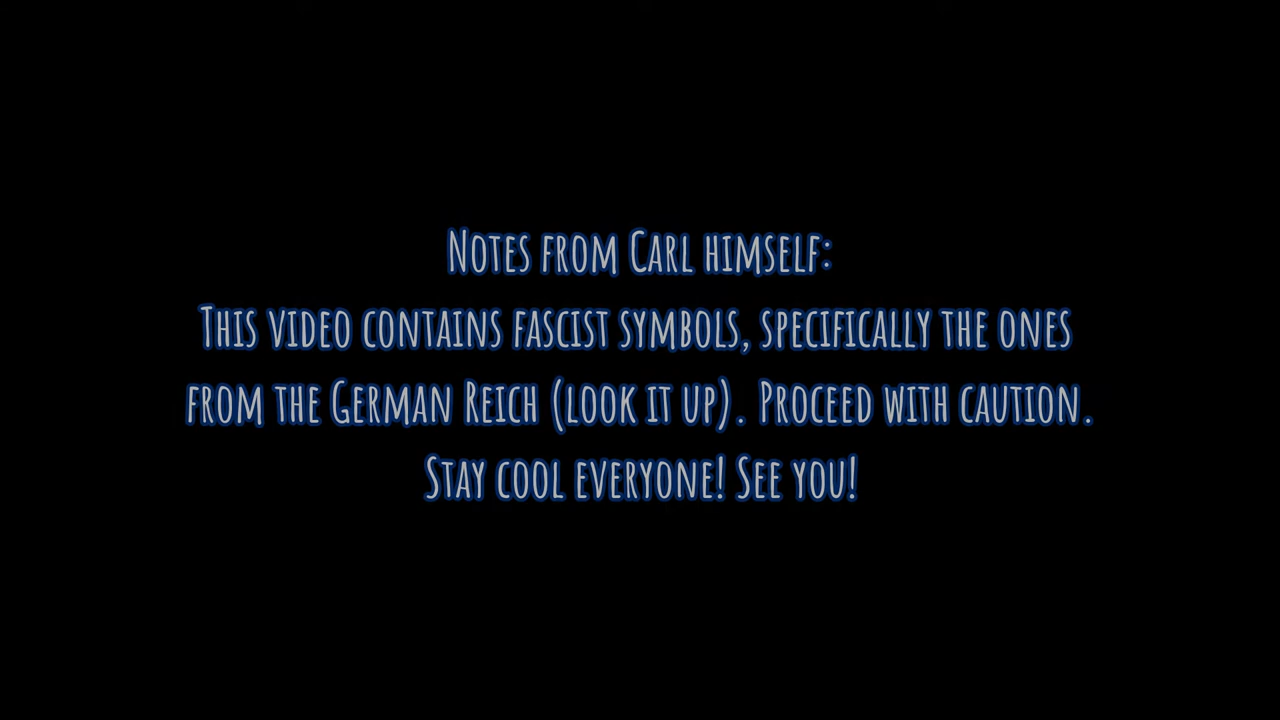 Notes from Carl himself:
This video contains fascist symbols, specifically the ones
from the German Reich (look it up). Proceed with caution.
Stay cool everyone! See you!